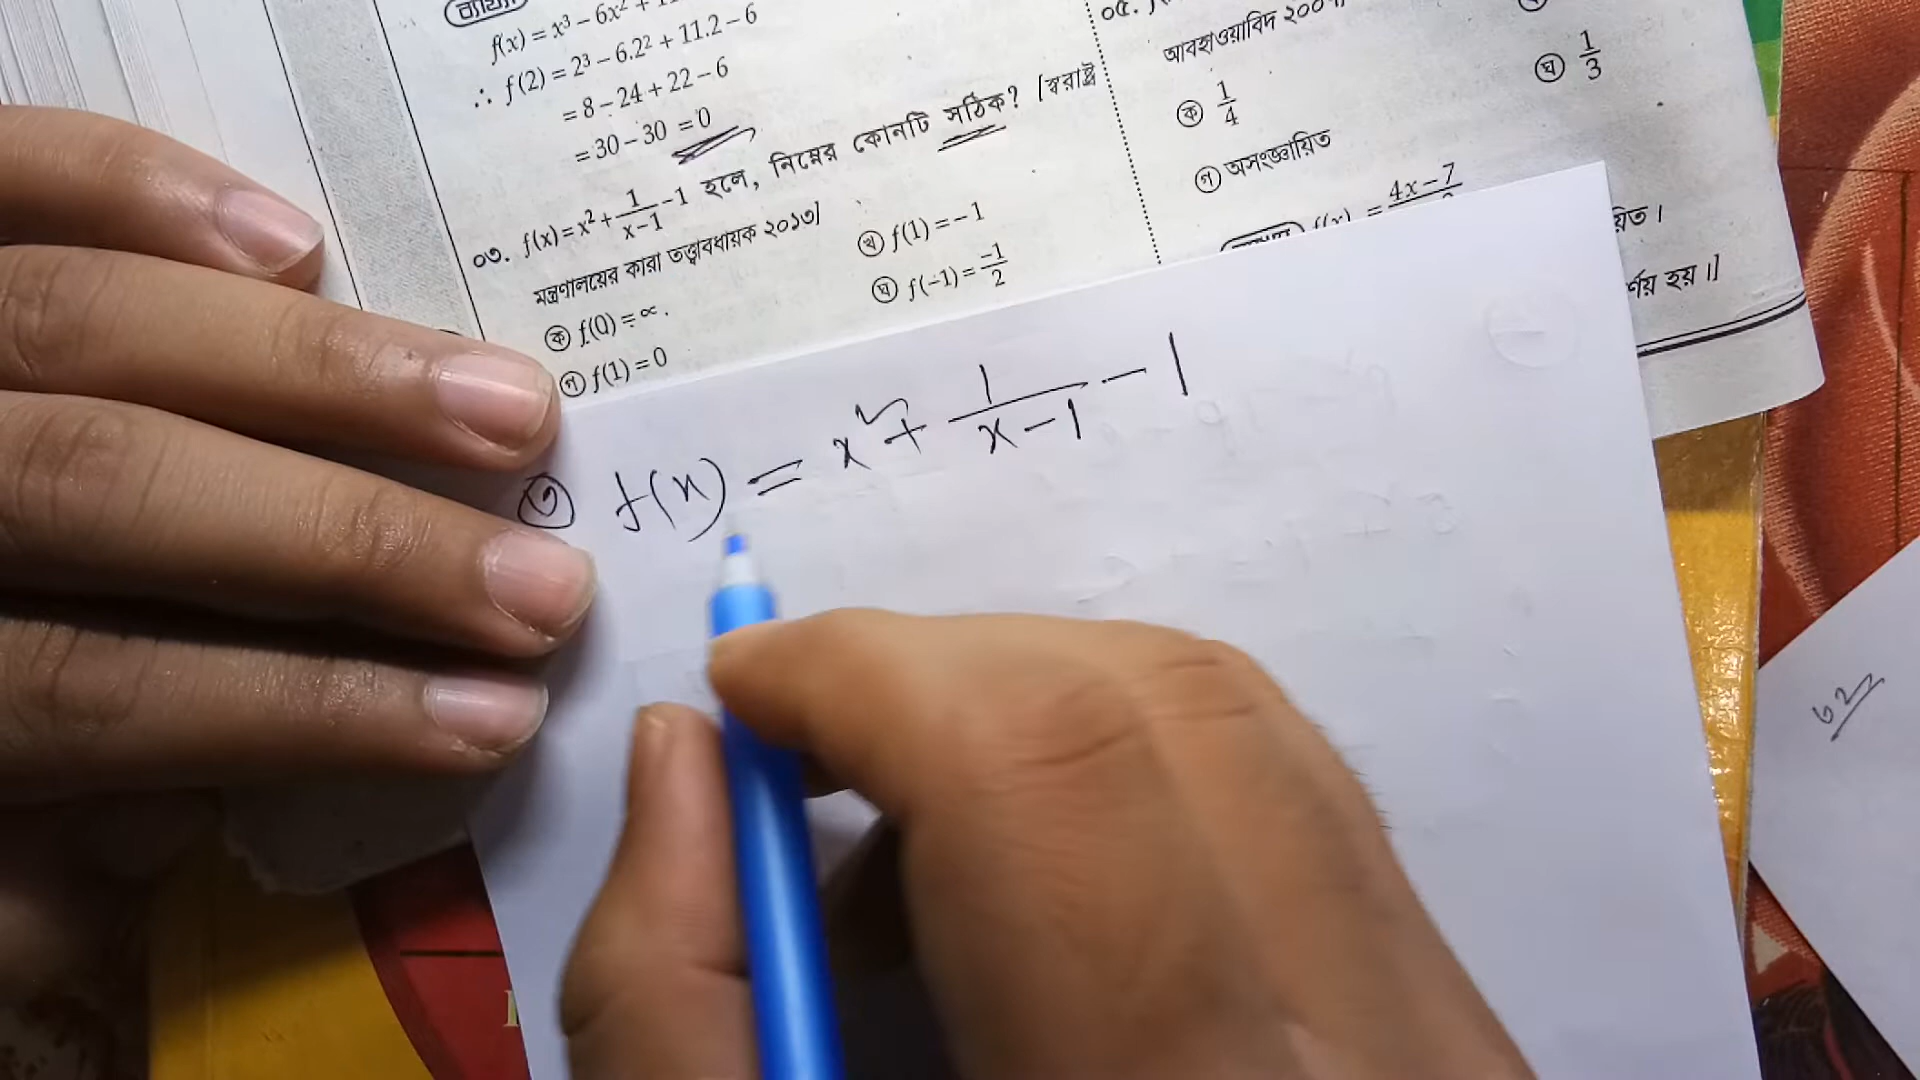 ব্যাখ্যা
f(x) = x³ – 6x² +
∴ f(2) = 2³ – 6.2² + 11.2 – 6
= 8 – 24 + 22 – 6
= 30 – 30 = 0
০৩. f(x) = x² + 1/(x-1) - 1 হলে, নিম্নের কোনটি সঠিক? [স্বরাষ্ট্র
মন্ত্রণালয়ের কারা তত্ত্বাবধায়ক ২০১৩]
(ক) f(0) = ∝
(খ) f(1) = – 1
(গ) f(1) = 0
(ঘ) f(–1) = –1/2
০৫.
আবহাওয়াবিদ ২০০৭
(ক) 1/4
(ঘ) 1/3
(গ) অসংজ্ঞায়িত
f(x) = 4x – 7
য়িত।
র্ণয় হয়।]
৩ f(x) = x² + 1/(x-1) - 1